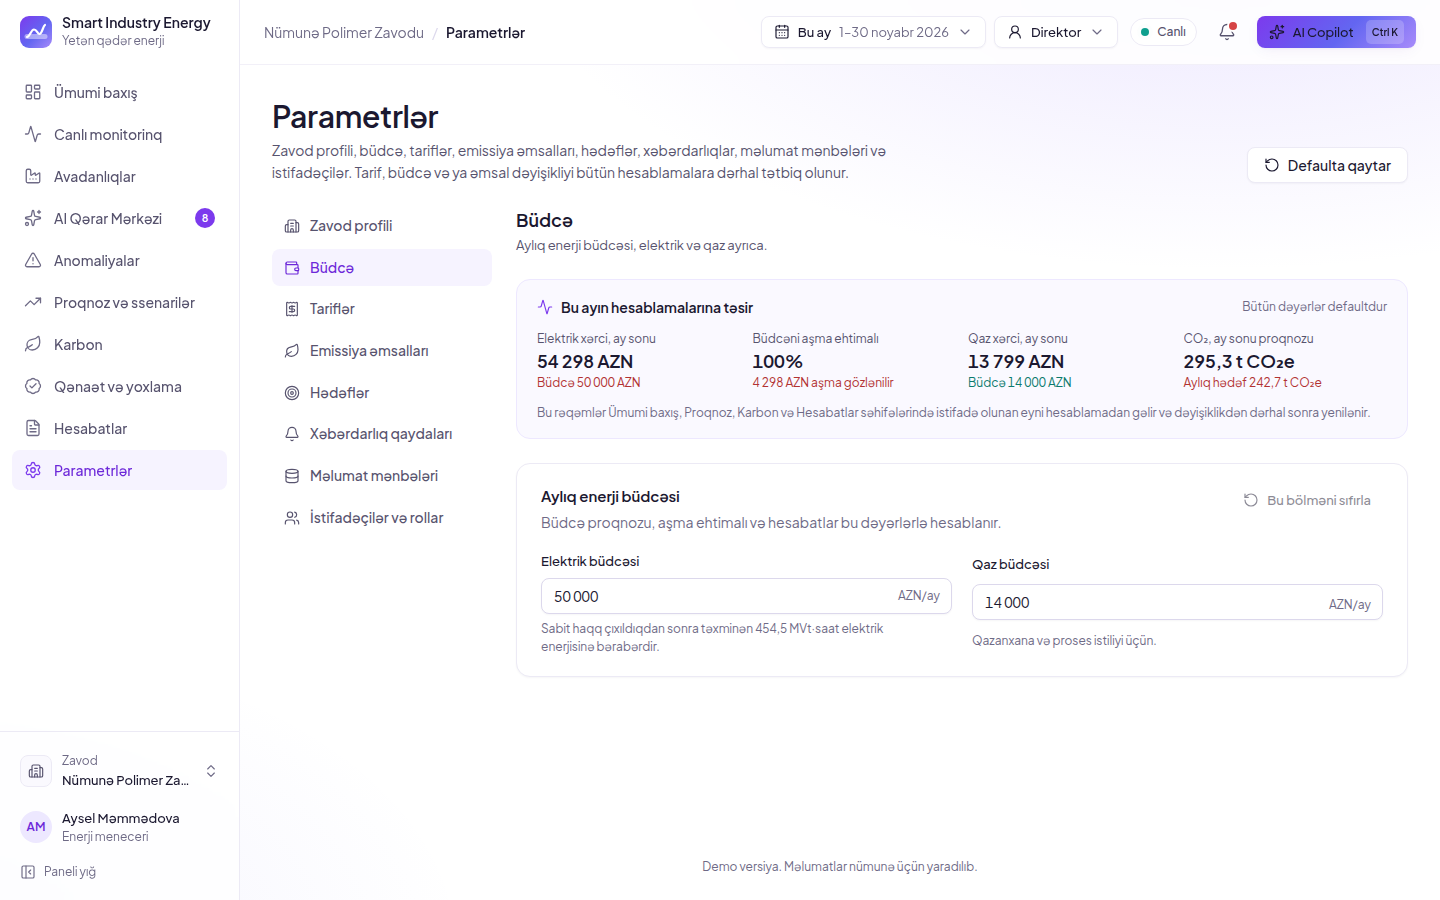 Smart Industry Energy
Yetən qədər enerji
Nümunə Polimer Zavodu / Parametrlər
Bu ay 1–30 noyabr 2026
Direktor
Canlı
AI Copilot Ctrl K
Ümumi baxış
Canlı monitorinq
Avadanlıqlar
AI Qərar Mərkəzi 8
Anomaliyalar
Proqnoz və ssenarilər
Karbon
Qənaət və yoxlama
Hesabatlar
Parametrlər
Zavod
Nümunə Polimer Za...
AM
Aysel Məmmədova
Enerji meneceri
Paneli yığ
Parametrlər
Zavod profili, büdcə, tariflər, emissiya əmsalları, hədəflər, xəbərdarlıqlar, məlumat mənbələri və
istifadəçilər. Tarif, büdcə və ya əmsal dəyişikliyi bütün hesablamalara dərhal tətbiq olunur.
Defaulta qaytar
Zavod profili
Büdcə
Tariflər
Emissiya əmsalları
Hədəflər
Xəbərdarlıq qaydaları
Məlumat mənbələri
İstifadəçilər və rollar
Büdcə
Aylıq enerji büdcəsi, elektrik və qaz ayrıca.
Bu ayın hesablamalarına təsir
Bütün dəyərlər defaultdur
Elektrik xərci, ay sonu
54 298 AZN
Büdcə 50 000 AZN
Büdcəni aşma ehtimalı
100%
4 298 AZN aşma gözlənilir
Qaz xərci, ay sonu
13 799 AZN
Büdcə 14 000 AZN
CO₂, ay sonu proqnozu
295,3 t CO₂e
Aylıq hədəf 242,7 t CO₂e
Bu rəqəmlər Ümumi baxış, Proqnoz, Karbon və Hesabatlar səhifələrində istifadə olunan eyni hesablamadan gəlir və dəyişiklikdən dərhal sonra yenilənir.
Aylıq enerji büdcəsi
Büdcə proqnozu, aşma ehtimalı və hesabatlar bu dəyərlərlə hesablanır.
Bu bölməni sıfırla
Elektrik büdcəsi
50 000 AZN/ay
Sabit haqq çıxıldıqdan sonra təxminən 454,5 MVt·saat elektrik
enerjisinə bərabərdir.
Qaz büdcəsi
14 000 AZN/ay
Qazanxana və proses istiliyi üçün.
Demo versiya. Məlumatlar nümunə üçün yaradılıb.